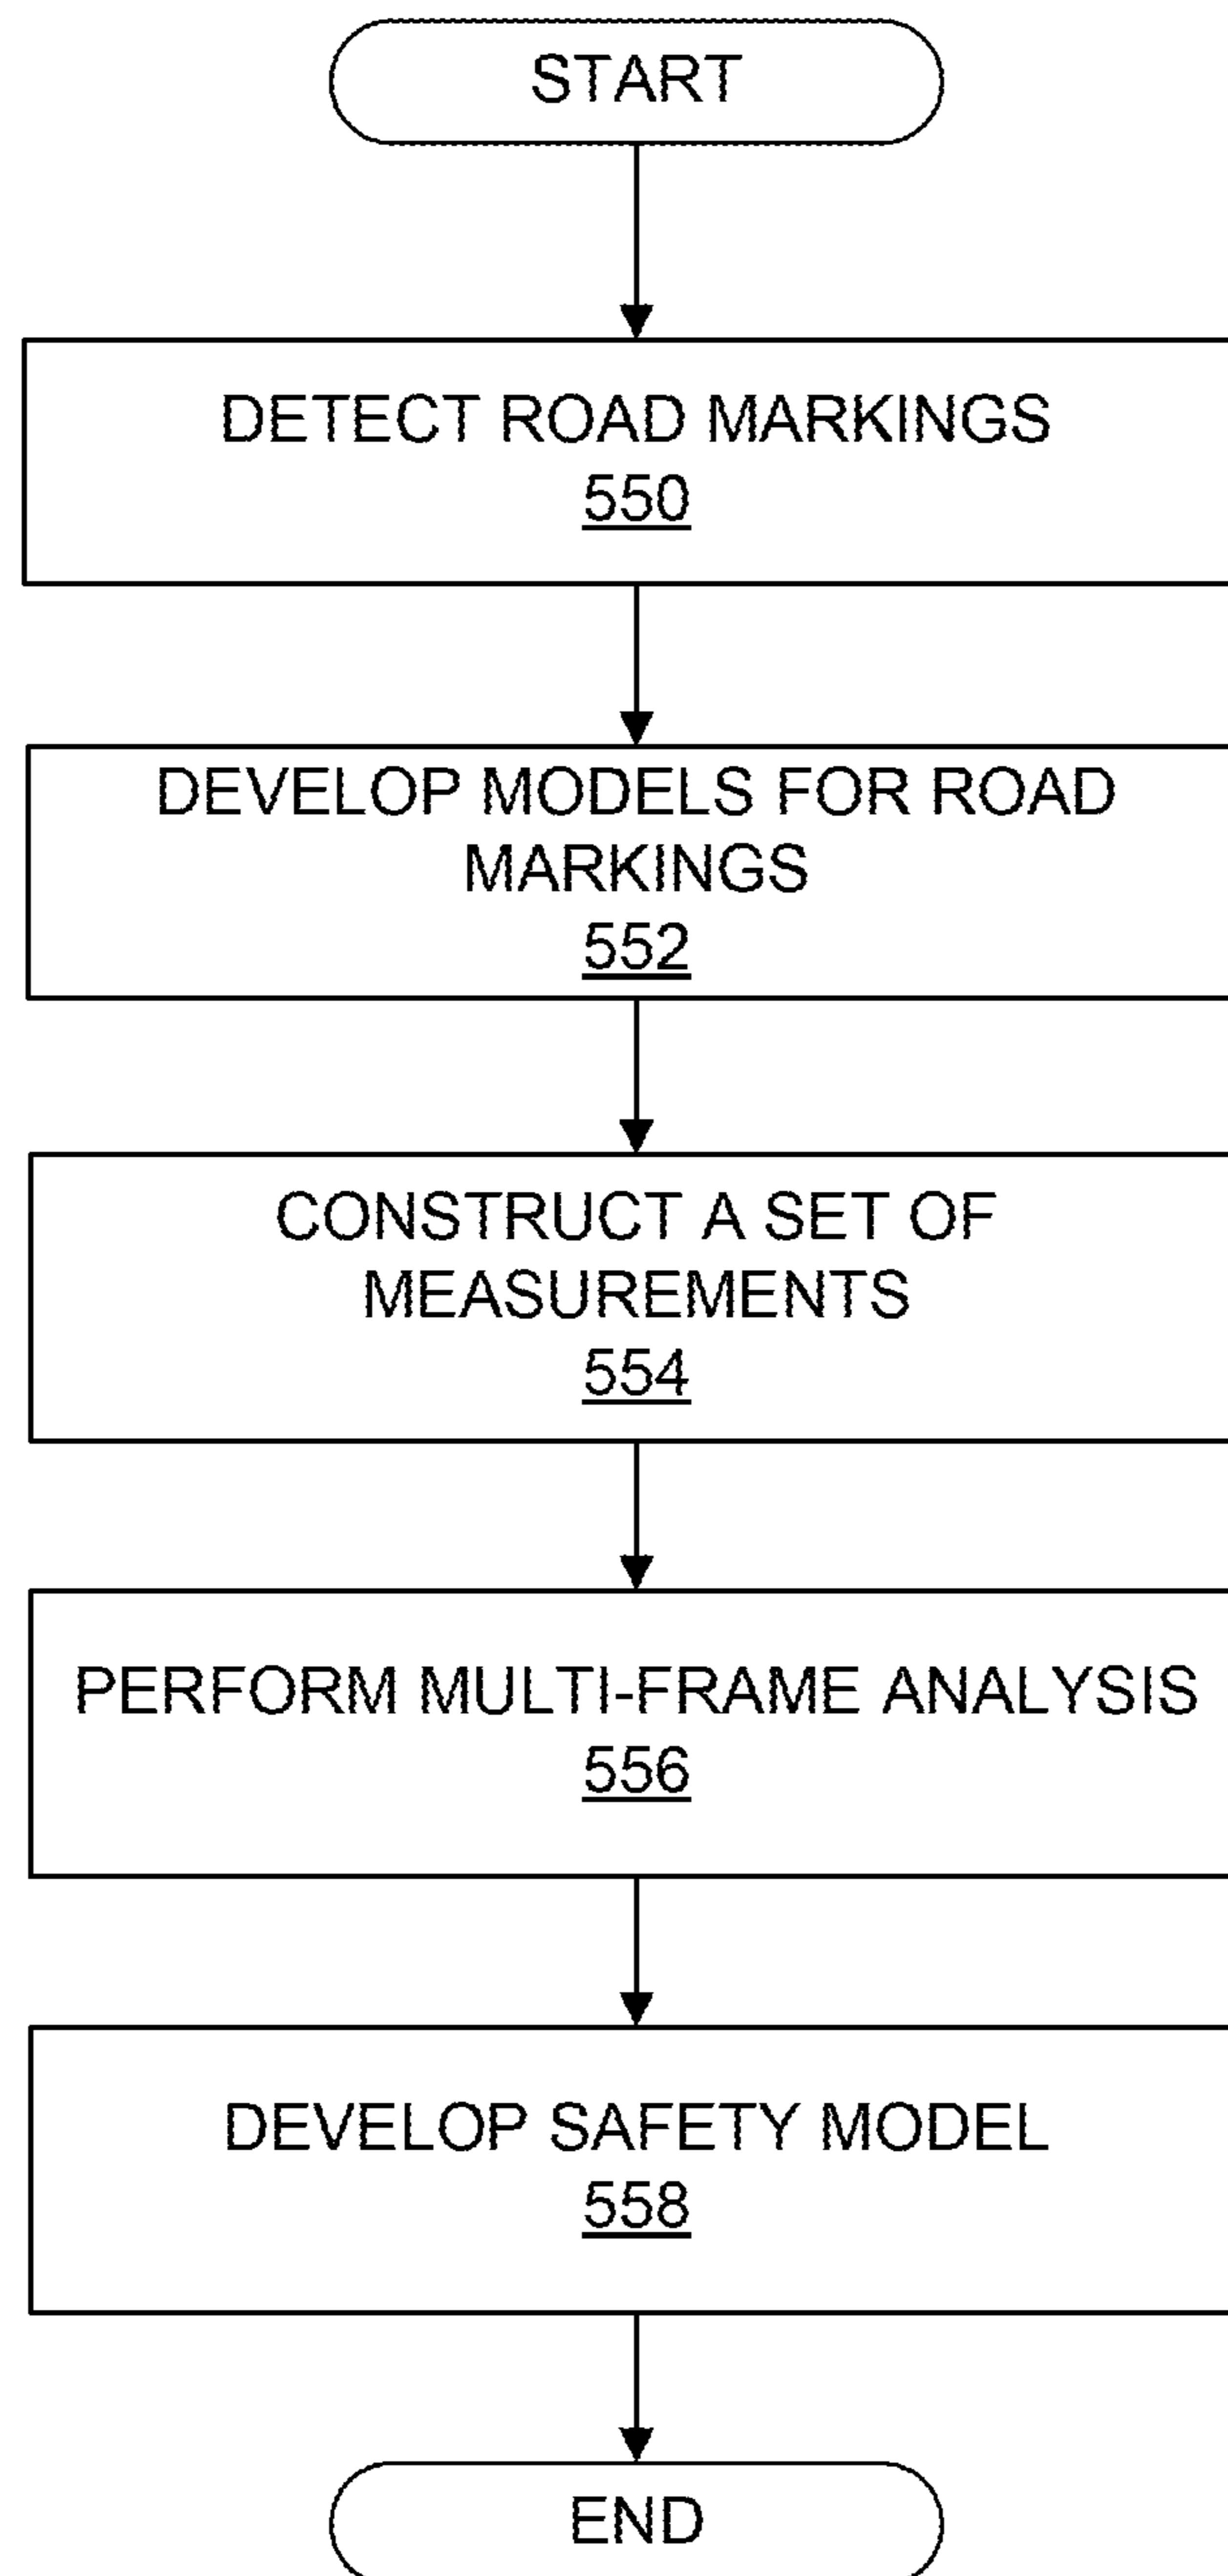 START
DETECT ROAD MARKINGS
550
DEVELOP MODELS FOR ROAD
MARKINGS
552
CONSTRUCT A SET OF
MEASUREMENTS
554
PERFORM MULTI-FRAME ANALYSIS
556
DEVELOP SAFETY MODEL
558
END